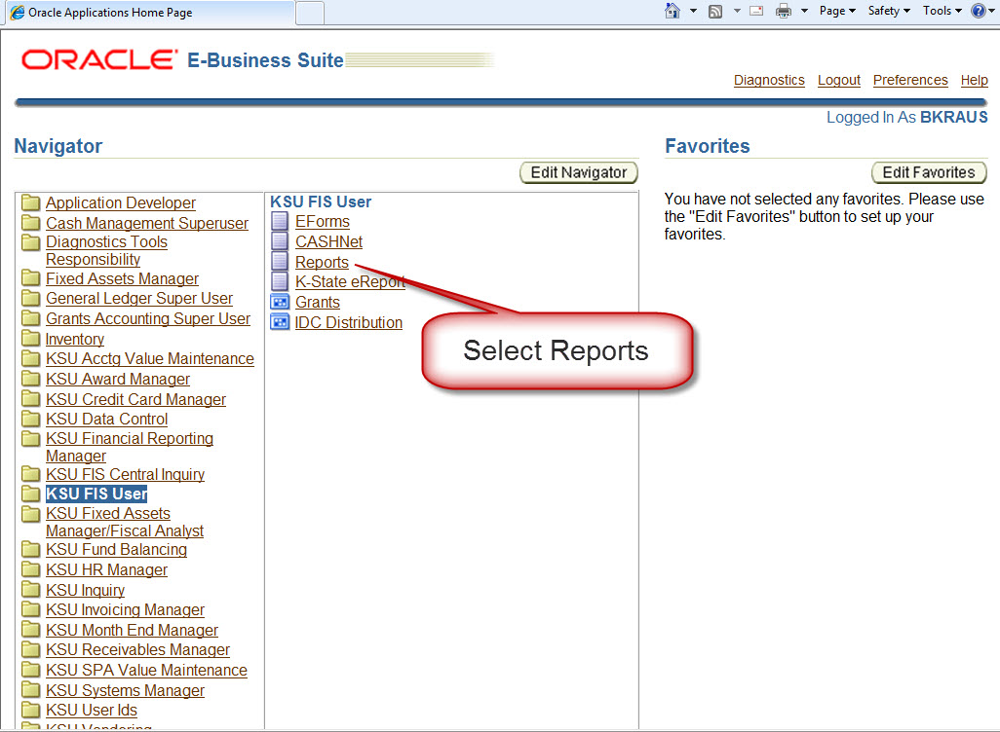 Oracle Applications Home Page
Page Safety Tools
ORACLE E-Business Suite
Diagnostics Logout Preferences Help
Logged In As BKRAUS
Navigator
Edit Navigator
Application Developer
Cash Management Superuser
Diagnostics Tools
Responsibility
Fixed Assets Manager
General Ledger Super User
Grants Accounting Super User
Inventory
KSU Acctg Value Maintenance
KSU Award Manager
KSU Credit Card Manager
KSU Data Control
KSU Financial Reporting
Manager
KSU FIS Central Inquiry
KSU FIS User
KSU Fixed Assets
Manager/Fiscal Analyst
KSU Fund Balancing
KSU HR Manager
KSU Inquiry
KSU Invoicing Manager
KSU Month End Manager
KSU Receivables Manager
KSU SPA Value Maintenance
KSU Systems Manager
KSU User Ids
KSU FIS User
EForms
CASHNet
Reports
K-State eReport
Grants
IDC Distribution
Select Reports
Favorites
Edit Favorites
You have not selected any favorites. Please use
the "Edit Favorites" button to set up your
favorites.